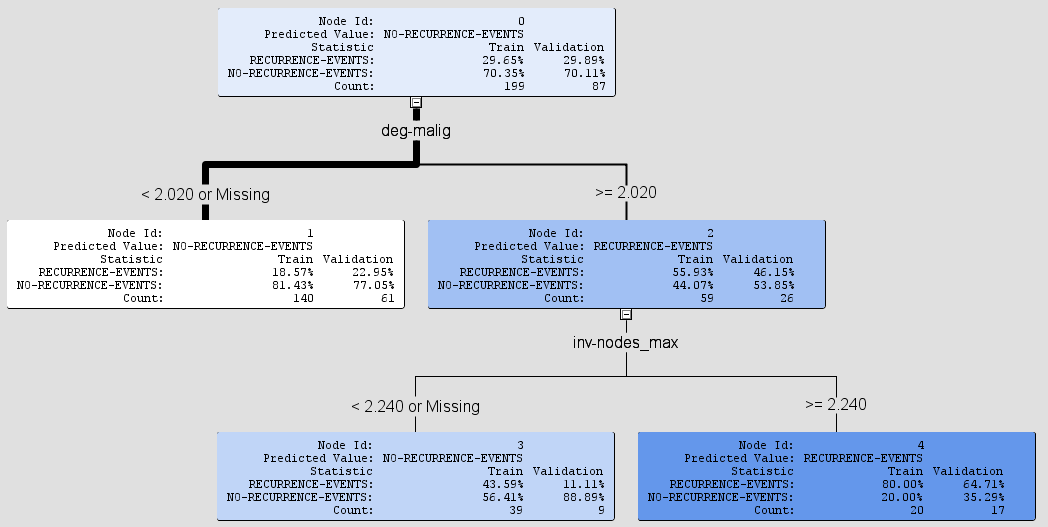 Node Id: 0
Predicted Value: NO-RECURRENCE-EVENTS
Statistic Train Validation
RECURRENCE-EVENTS: 29.65% 29.89%
NO-RECURRENCE-EVENTS: 70.35% 70.11%
Count: 199 87
deg-malig
< 2.020 or Missing
>= 2.020
Node Id: 1
Predicted Value: NO-RECURRENCE-EVENTS
Statistic Train Validation
RECURRENCE-EVENTS: 18.57% 22.95%
NO-RECURRENCE-EVENTS: 81.43% 77.05%
Count: 140 61
Node Id: 2
Predicted Value: RECURRENCE-EVENTS
Statistic Train Validation
RECURRENCE-EVENTS: 55.93% 46.15%
NO-RECURRENCE-EVENTS: 44.07% 53.85%
Count: 59 26
inv-nodes_max
< 2.240 or Missing
>= 2.240
Node Id: 3
Predicted Value: NO-RECURRENCE-EVENTS
Statistic Train Validation
RECURRENCE-EVENTS: 43.59% 11.11%
NO-RECURRENCE-EVENTS: 56.41% 88.89%
Count: 39 9
Node Id: 4
Predicted Value: RECURRENCE-EVENTS
Statistic Train Validation
RECURRENCE-EVENTS: 80.00% 64.71%
NO-RECURRENCE-EVENTS: 20.00% 35.29%
Count: 20 17